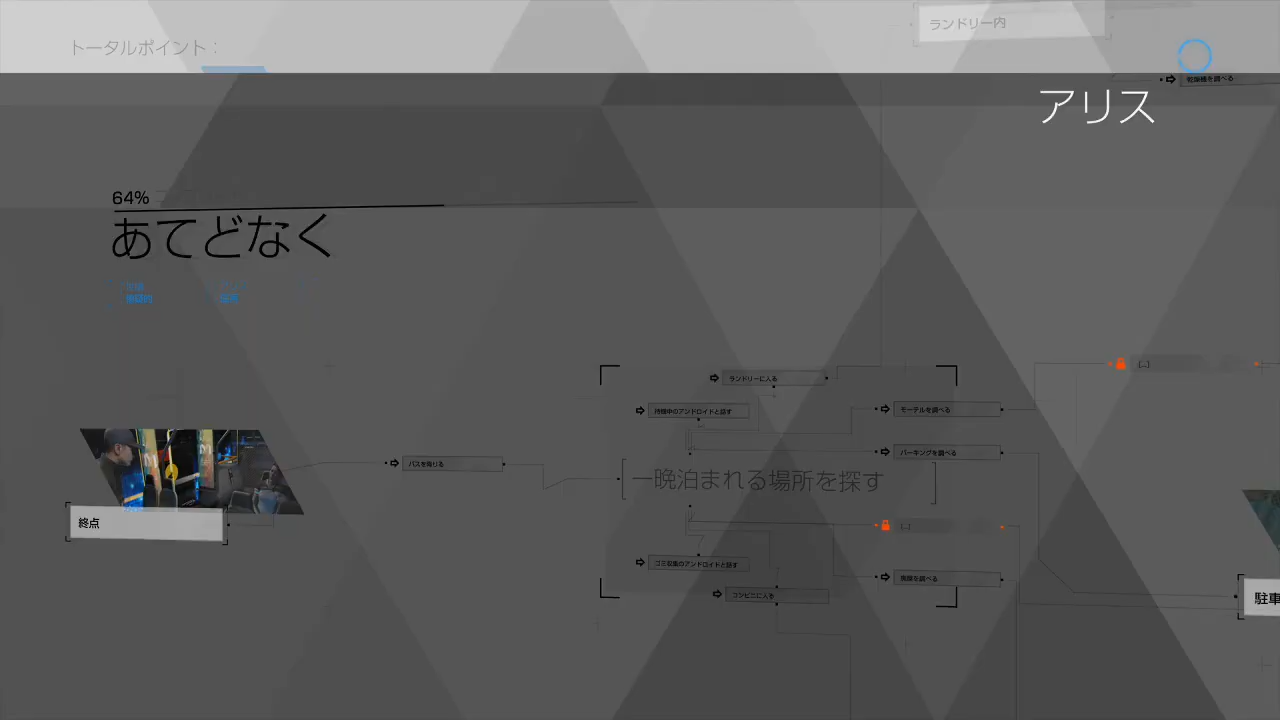 トータルポイント：
ランドリー内
乾燥機を調べる
アリス
64%
あてどなく
ランドリーに入る
待機中のアンドロイドと話す
モーテルを調べる
[...]
バスを降りる
パーキングを調べる
一晩泊まれる場所を探す
終点
[...]
ゴミ収集のアンドロイドと話す
廃屋を調べる
コンビニに入る
駐車